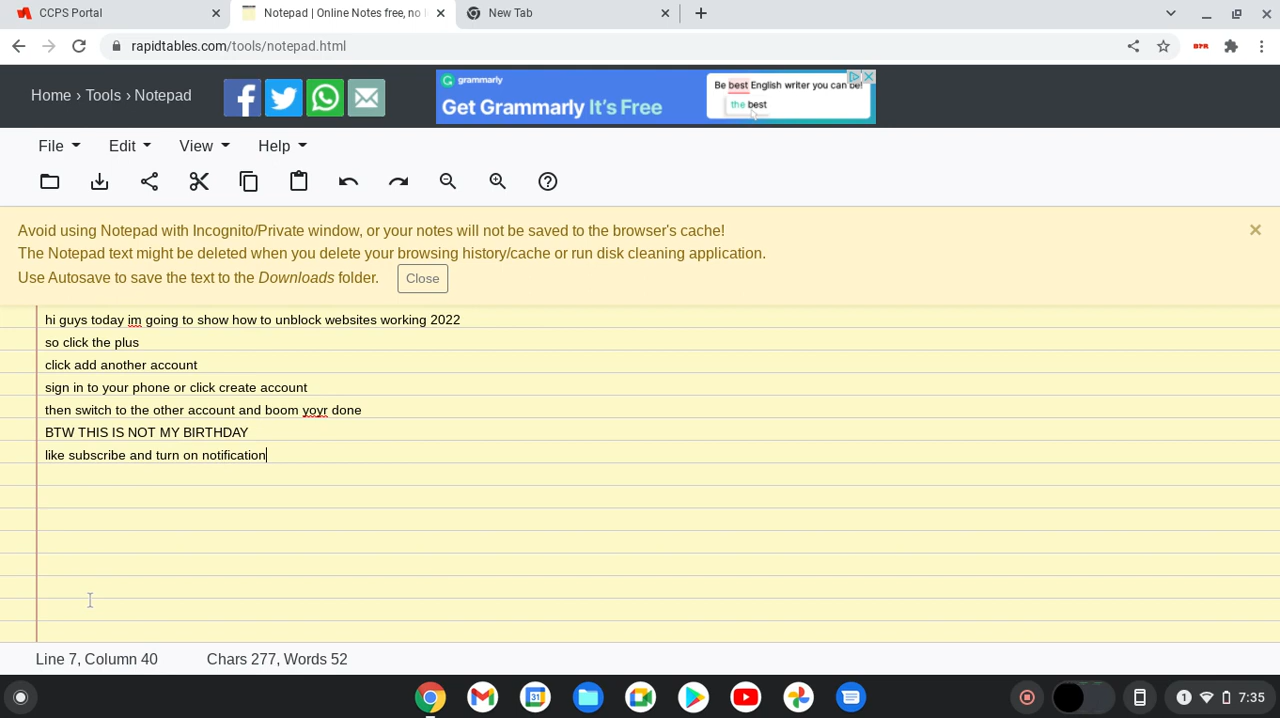 CCPS Portal
Notepad | Online Notes free, no l
New Tab
rapidtables.com/tools/notepad.html
BTR
Home › Tools › Notepad
grammarly
Get Grammarly It's Free
Be best English writer you can be!
the best
File
Edit
View
Help
Avoid using Notepad with Incognito/Private window, or your notes will not be saved to the browser's cache!
The Notepad text might be deleted when you delete your browsing history/cache or run disk cleaning application.
Use Autosave to save the text to the Downloads folder.
Close
hi guys today im going to show how to unblock websites working 2022
so click the plus
click add another account
sign in to your phone or click create account
then switch to the other account and boom yoyr done
BTW THIS IS NOT MY BIRTHDAY
like subscribe and turn on notification
Line 7, Column 40
Chars 277, Words 52
31
1
7:35